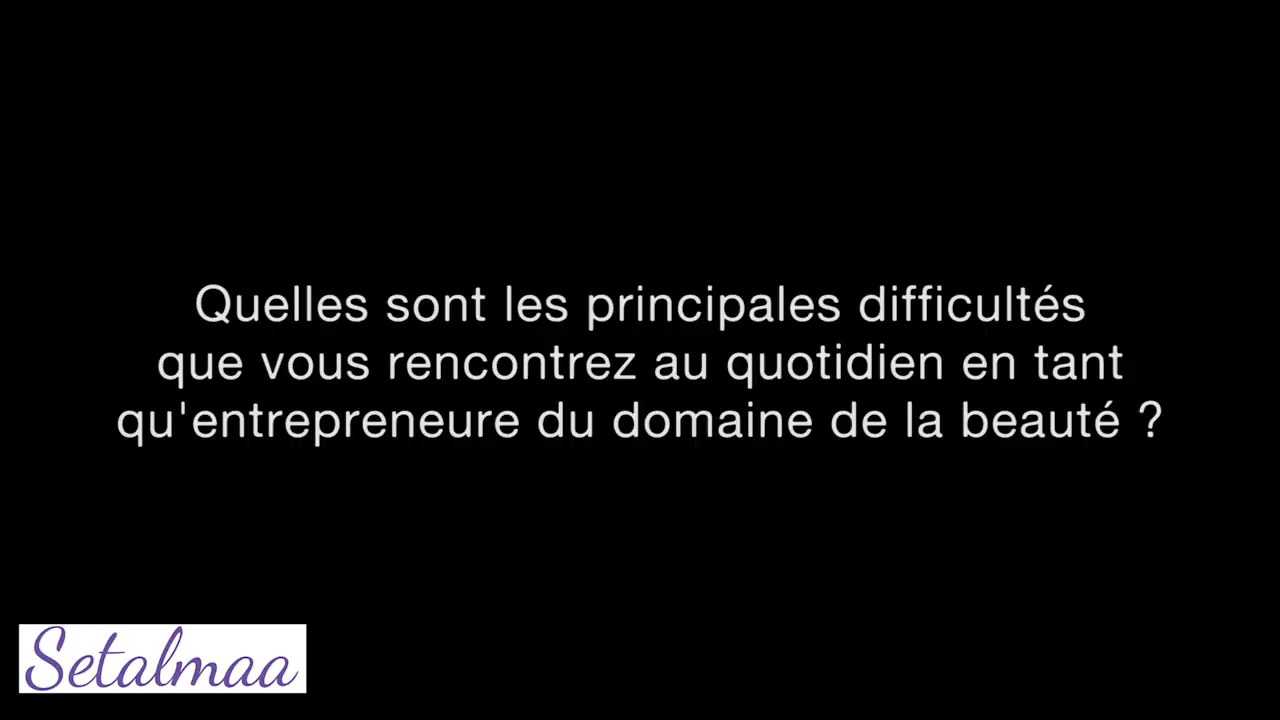 Quelles sont les principales difficultés
que vous rencontrez au quotidien en tant
qu'entrepreneure du domaine de la beauté ?
Setalmaa